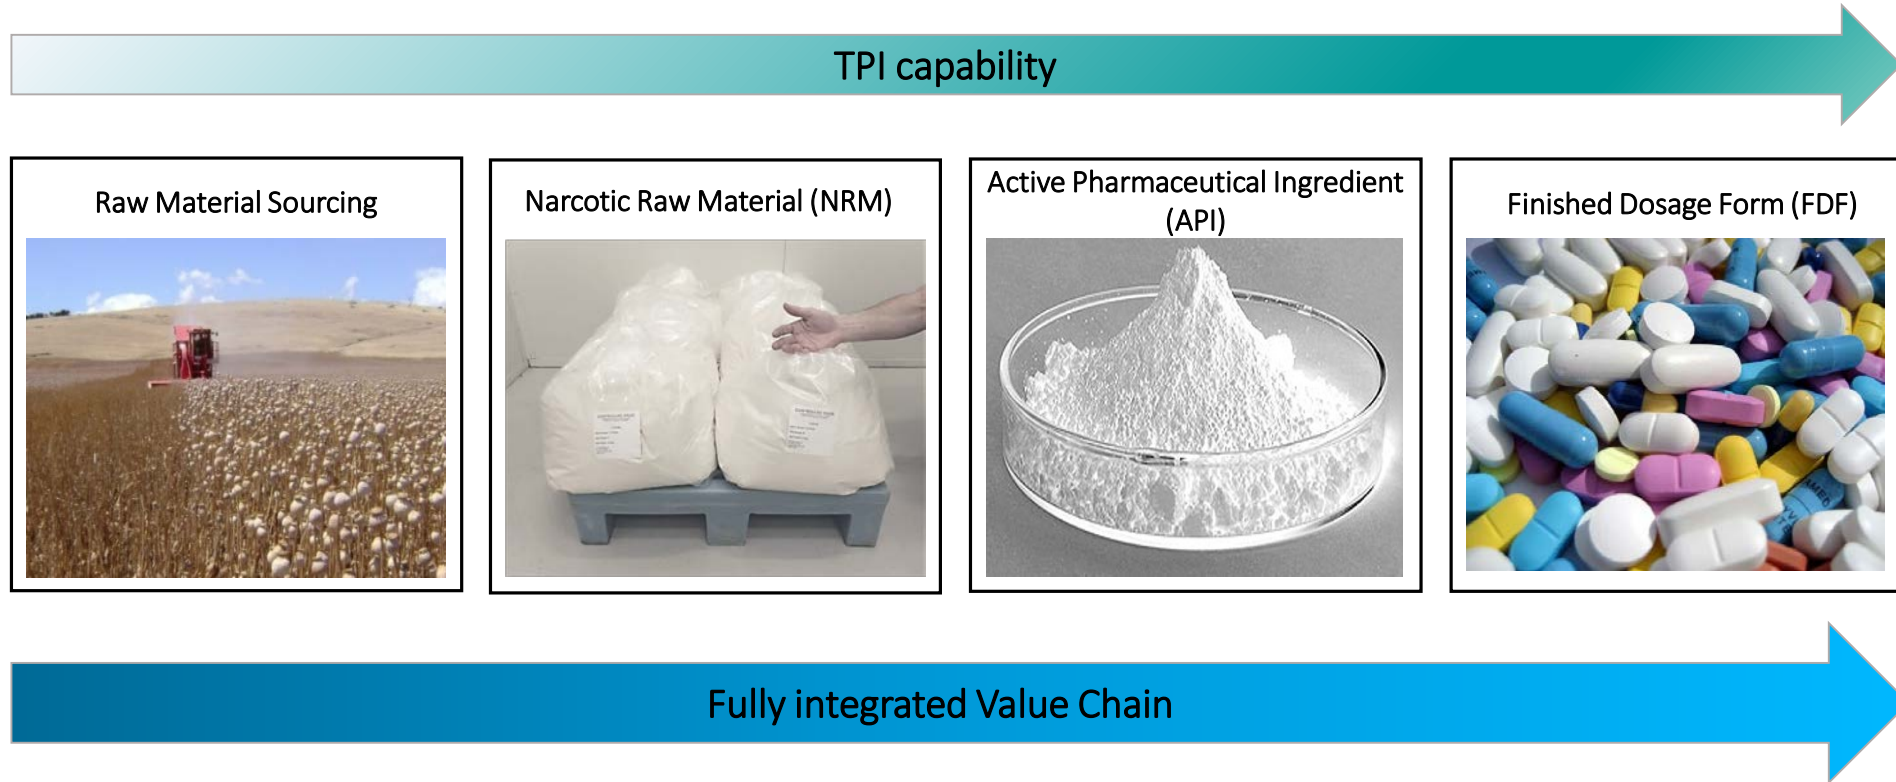 TPI capability
Raw Material Sourcing
Narcotic Raw Material (NRM)
Active Pharmaceutical Ingredient
(API)
Finished Dosage Form (FDF)
Fully integrated Value Chain